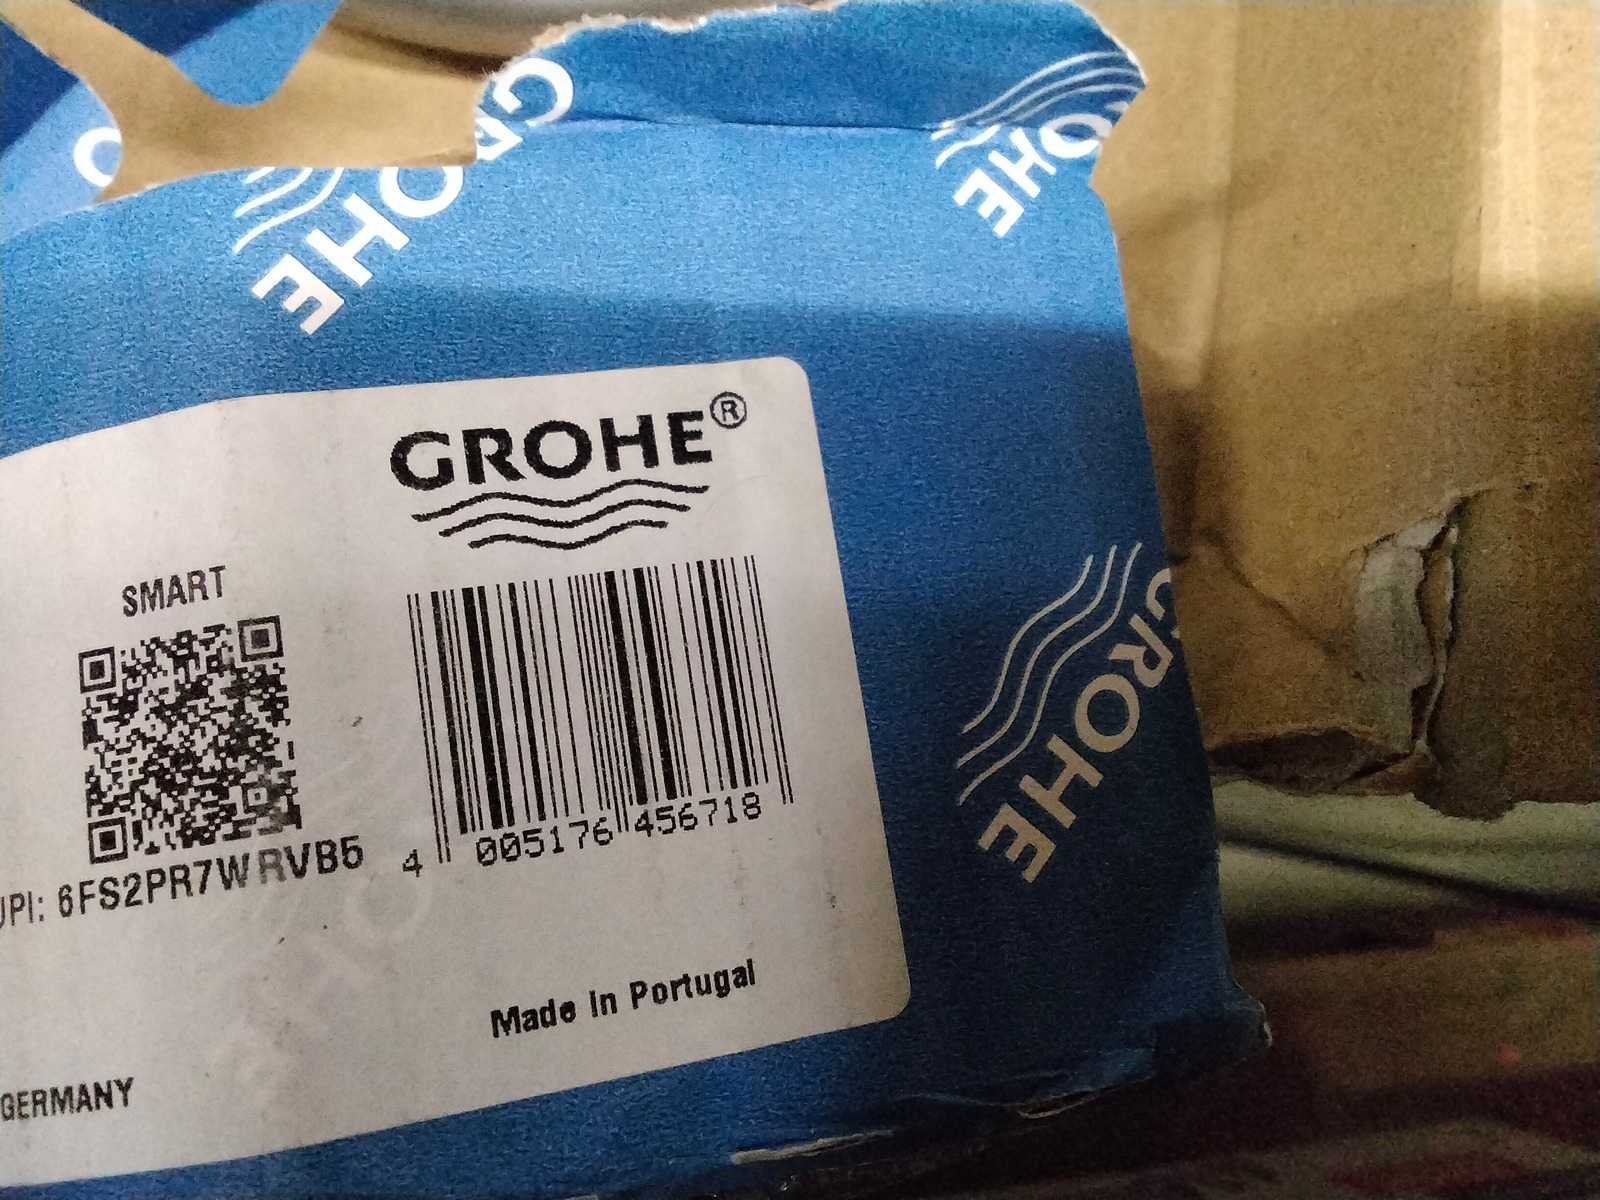 GROHE
GROHE
GROHE®
SMART
4 005176 456718
UPI: 6FS2PR7WRVB5
GROHE
Made in Portugal
GERMANY